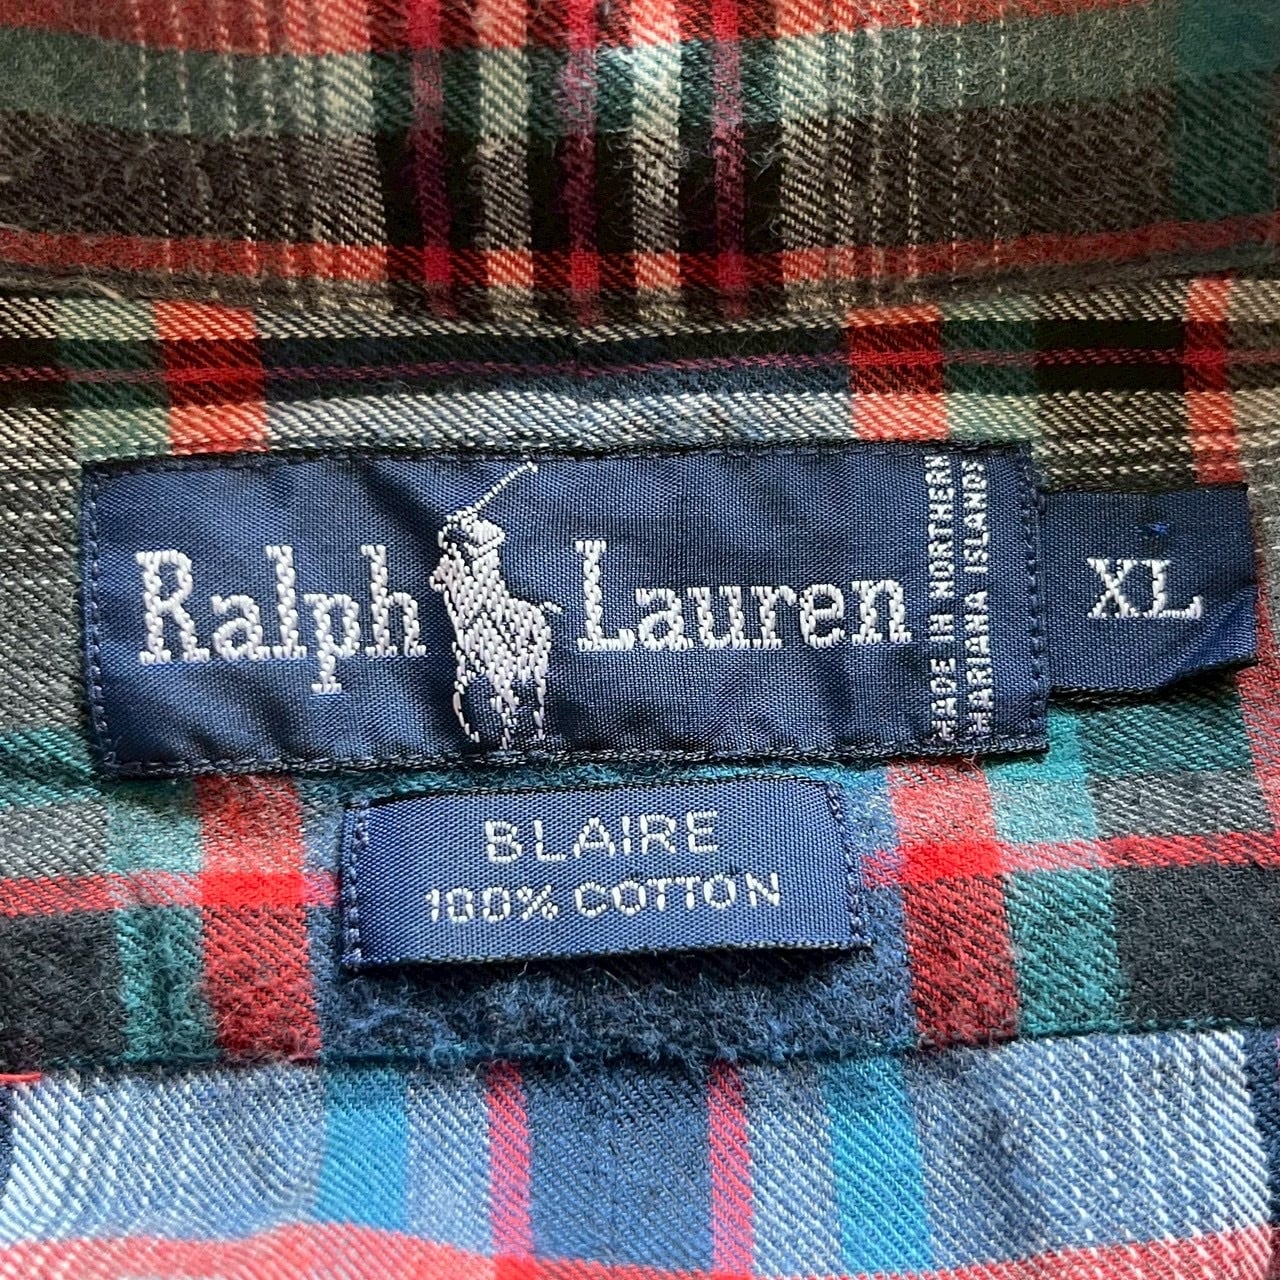 Ralph Lauren
MADE IN NORTHERN
MARIANA ISLANDS
XL
BLAIRE
100% COTTON